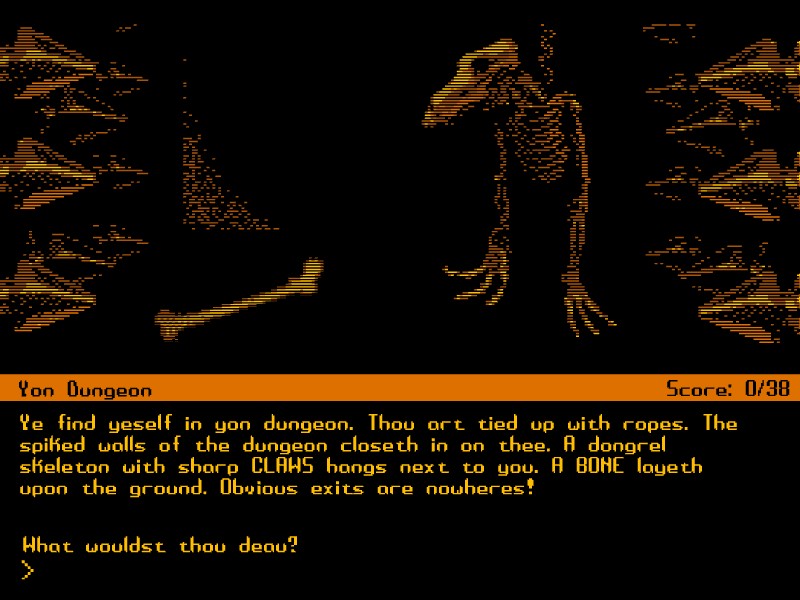 Yon Dungeon
Score: 0/38
Ye find yeself in yon dungeon. Thou art tied up with ropes. The
spiked walls of the dungeon closeth in on thee. A dongrel
skeleton with sharp CLAWS hangs next to you. A BONE layeth
upon the ground. Obvious exits are nowheres!
What wouldst thou deau?
>